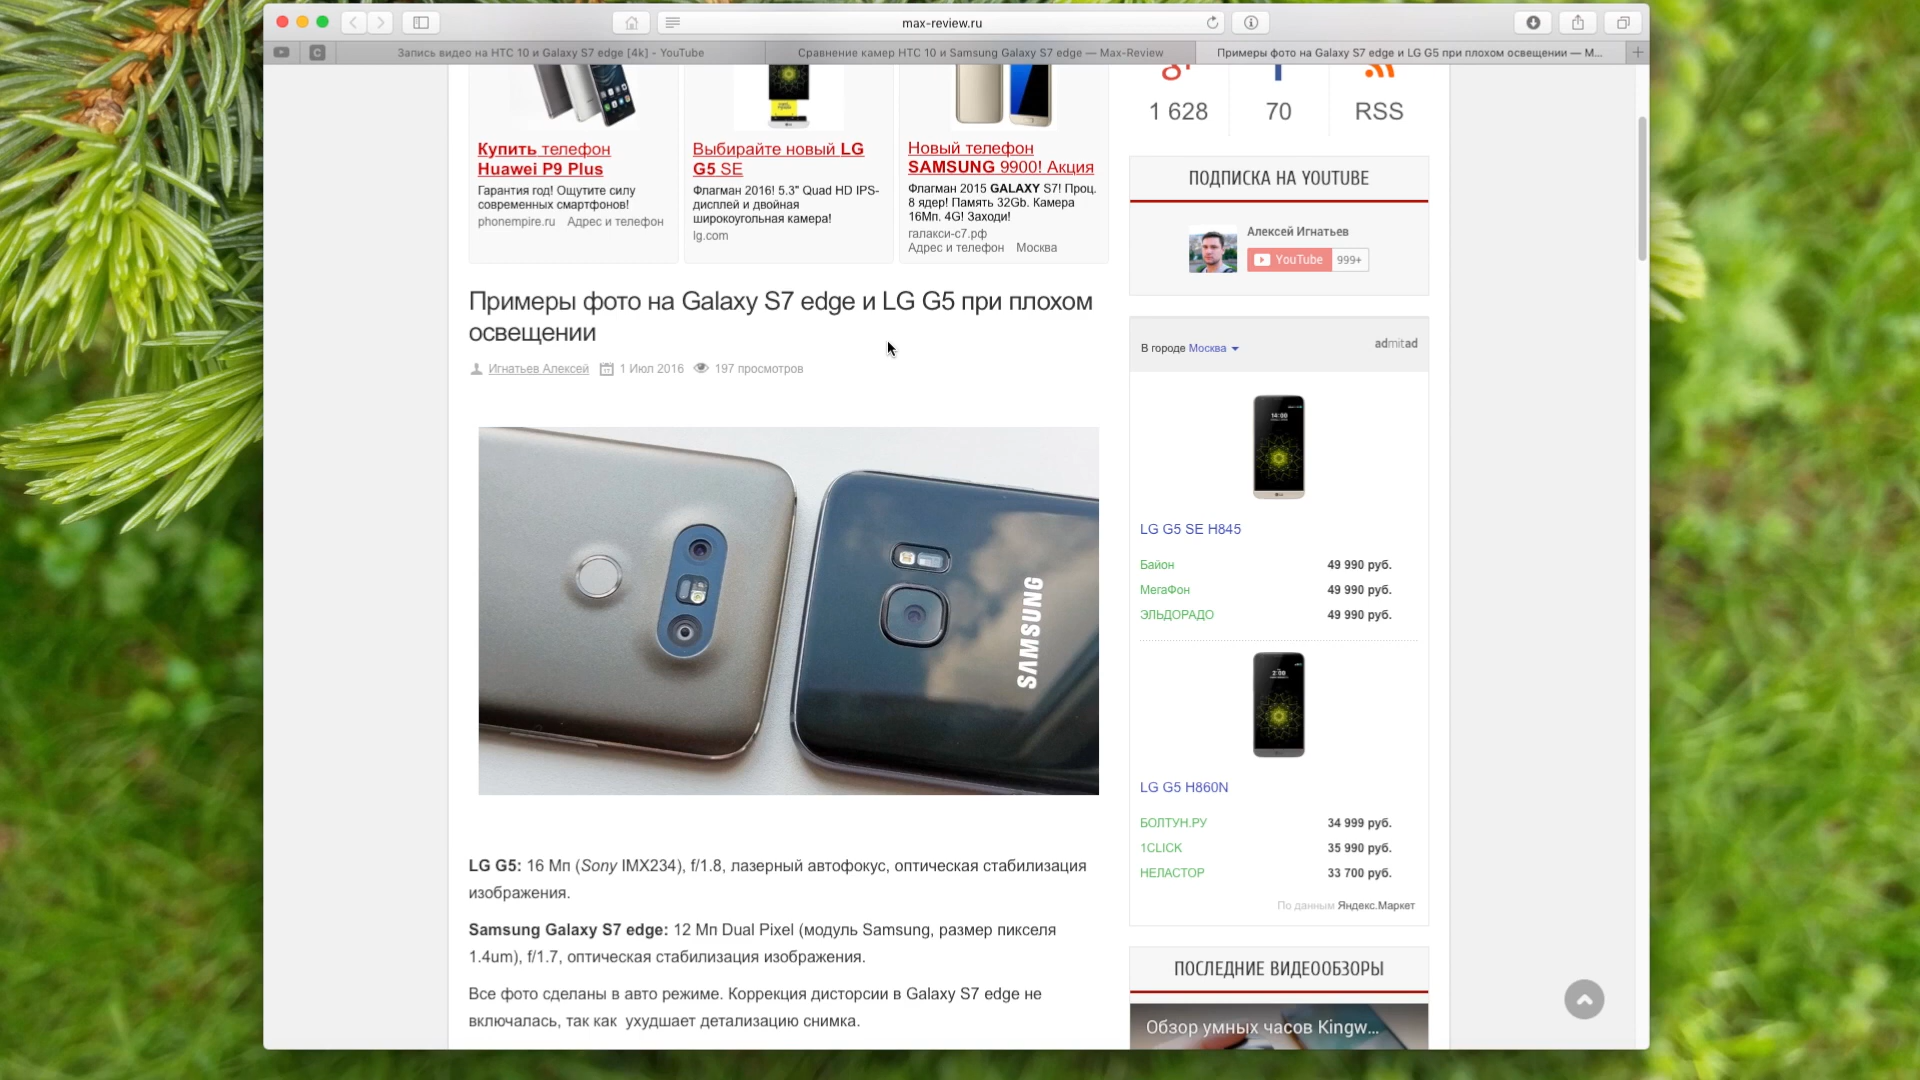 max-review.ru
Запись видео на HTC 10 и Galaxy S7 edge [4k] - YouTube
Сравнение камер HTC 10 и Samsung Galaxy S7 edge — Max-Review
Примеры фото на Galaxy S7 edge и LG G5 при плохом освещении — M...
C
Купить телефон
Huawei P9 Plus
Гарантия год! Ощутите силу
современных смартфонов!
phonempire.ru Адрес и телефон
Выбирайте новый LG
G5 SE
Флагман 2016! 5.3" Quad HD IPS-
дисплей и двойная
широкоугольная камера!
lg.com
Новый телефон
SAMSUNG 9900! Акция
Флагман 2015 GALAXY S7! Проц.
8 ядер! Память 32Gb. Камера
16Мп. 4G! Заходи!
галакси-с7.рф
Адрес и телефон Москва
1 628
70
RSS
ПОДПИСКА НА YOUTUBE
Алексей Игнатьев
YouTube 999+
Примеры фото на Galaxy S7 edge и LG G5 при плохом
освещении
Игнатьев Алексей 1 Июл 2016 197 просмотров
SAMSUNG
LG G5: 16 Мп (Sony IMX234), f/1.8, лазерный автофокус, оптическая стабилизация
изображения.
Samsung Galaxy S7 edge: 12 Мп Dual Pixel (модуль Samsung, размер пикселя
1.4um), f/1.7, оптическая стабилизация изображения.
Все фото сделаны в авто режиме. Коррекция дисторсии в Galaxy S7 edge не
включалась, так как ухудшает детализацию снимка.
В городе Москва
admitad
14:00
LG G5 SE H845
Байон 49 990 руб.
МегаФон 49 990 руб.
ЭЛЬДОРАДО 49 990 руб.
2:00
LG G5 H860N
БОЛТУН.РУ 34 999 руб.
1CLICK 35 990 руб.
НЕЛАСТОР 33 700 руб.
По данным Яндекс.Маркет
ПОСЛЕДНИЕ ВИДЕООБЗОРЫ
Обзор умных часов Kingw...